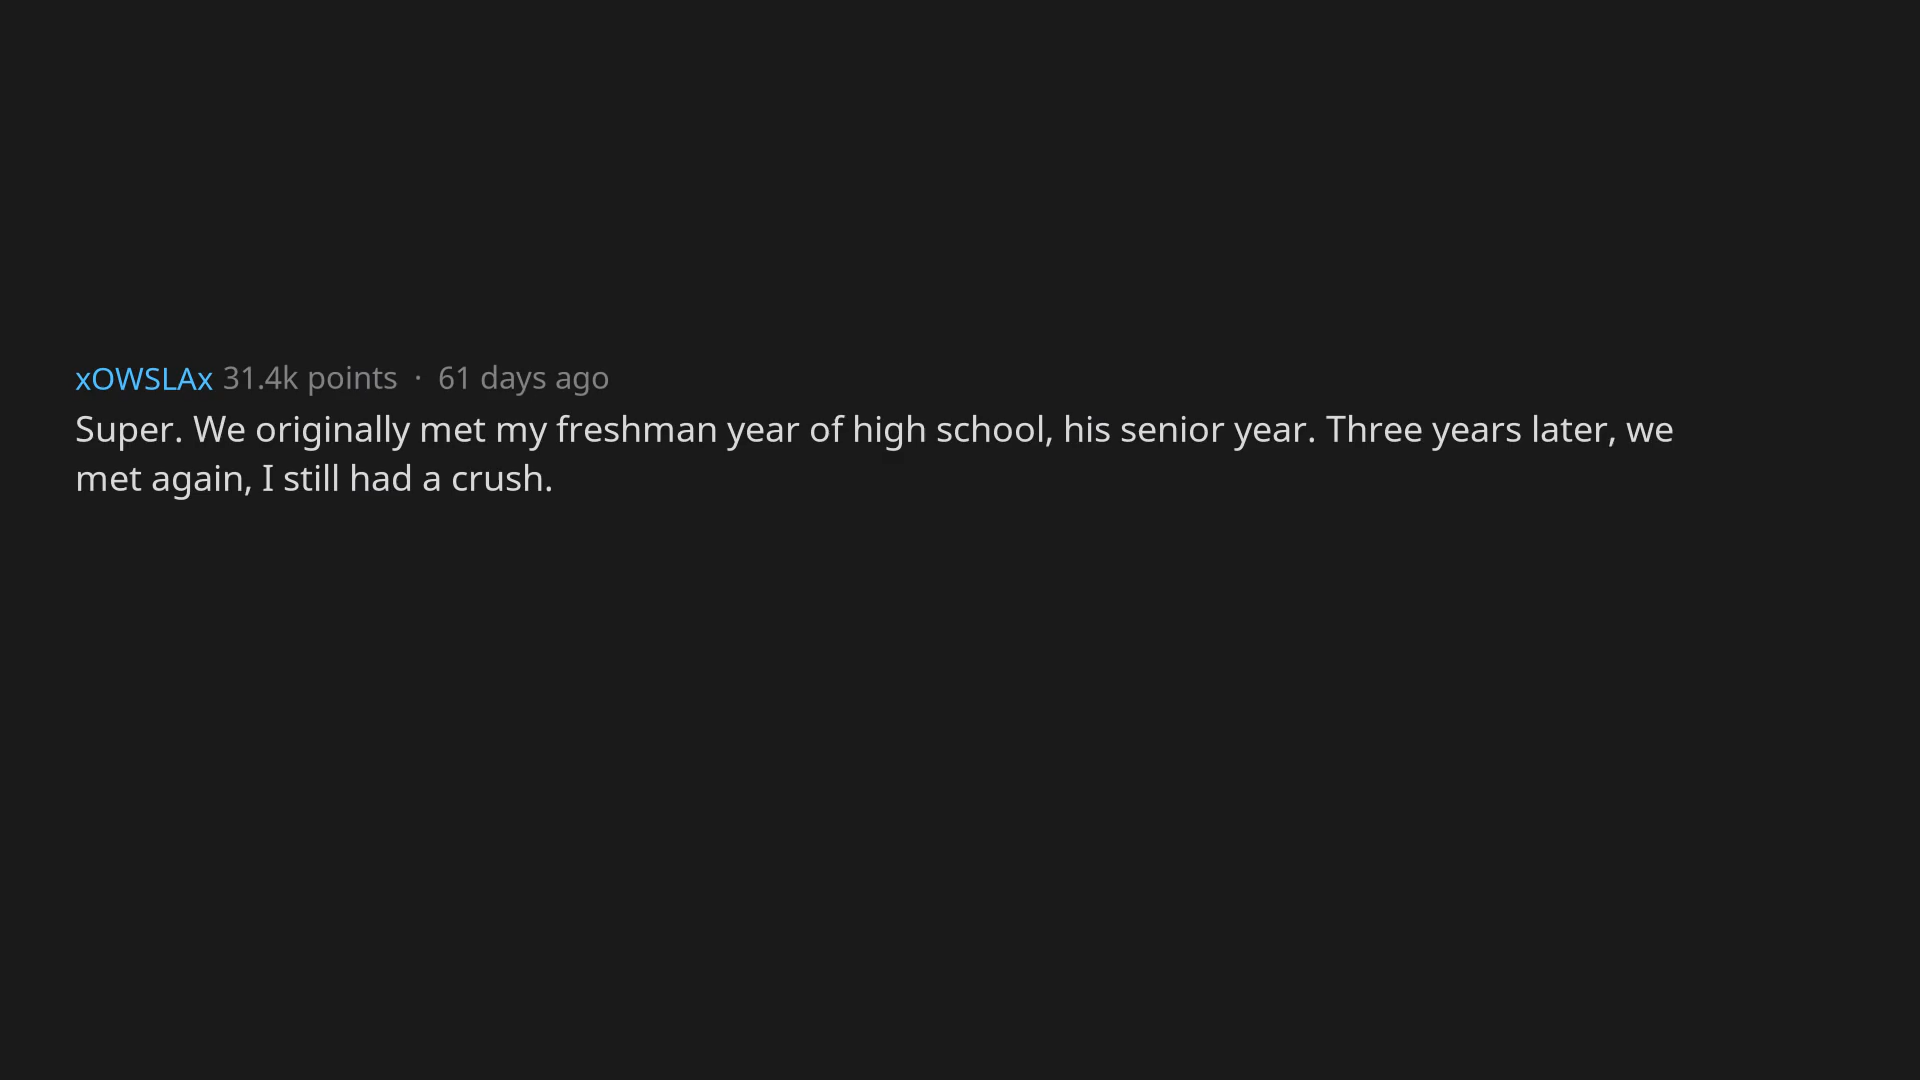 xOWSLAx 31.4k points · 61 days ago
Super. We originally met my freshman year of high school, his senior year. Three years later, we
met again, I still had a crush.